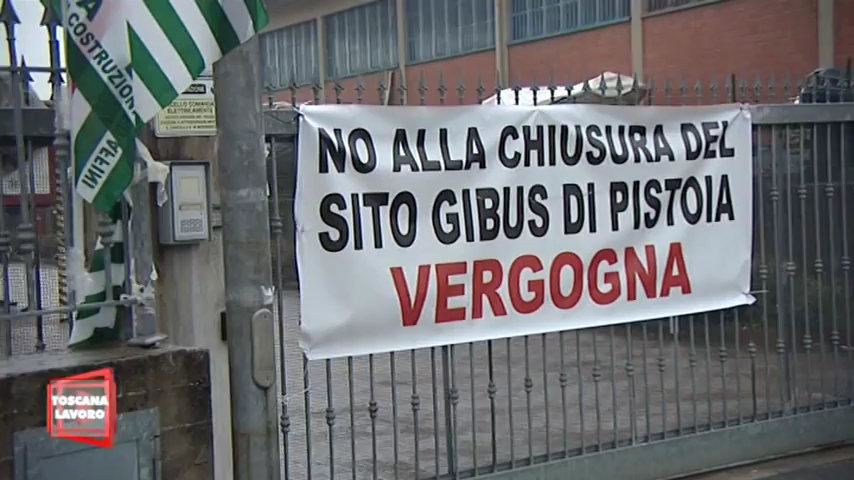 COSTRUZIONI
AFFINI
NO ALLA CHIUSURA DEL
SITO GIBUS DI PISTOIA
VERGOGNA
TOSCANA
LAVORO